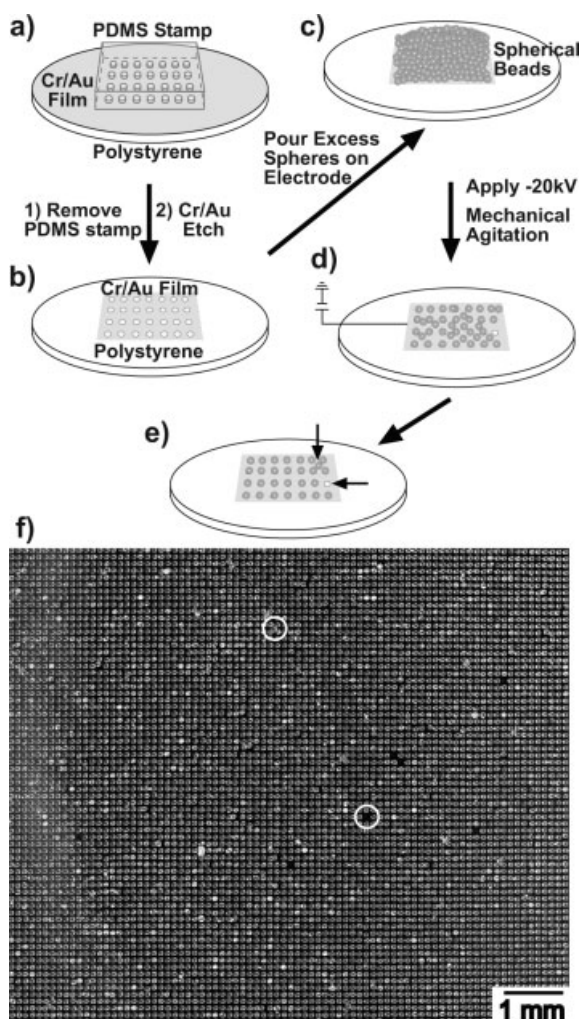 a)
PDMS Stamp
Cr/Au
Film
Polystyrene
1) Remove
PDMS stamp
2) Cr/Au
Etch
b)
Cr/Au Film
Polystyrene
Pour Excess
Spheres on
Electrode
c)
Spherical
Beads
Apply -20kV
Mechanical
Agitation
d)
e)
f)
1 mm